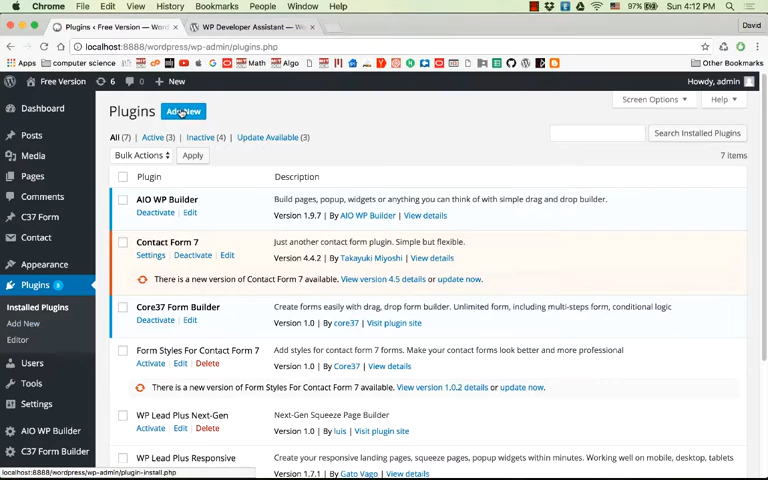 Chrome File Edit View History Bookmarks People Window Help 97% Sun 4:12 PM
Plugins ‹ Free Version — Wor WP Developer Assistant — We David
localhost:8888/wordpress/wp-admin/plugins.php
Apps computer science Math Algo Other Bookmarks
Free Version 6 0 New Howdy, admin
Dashboard
Posts
Media
Pages
Comments
C37 Form
Contact
Appearance
Plugins
Installed Plugins
Add New
Editor
Users
Tools
Settings
AIO WP Builder
C37 Form Builder
Screen Options Help
Plugins Add New
All (7) | Active (3) | Inactive (4) | Update Available (3)
Search Installed Plugins
Bulk Actions Apply 7 items
Plugin Description
AIO WP Builder Build pages, popup, widgets or anything you can think of with simple drag and drop builder.
Deactivate | Edit Version 1.9.7 | By AIO WP Builder | View details
Contact Form 7 Just another contact form plugin. Simple but flexible.
Settings | Deactivate | Edit Version 4.4.2 | By Takayuki Miyoshi | View details
There is a new version of Contact Form 7 available. View version 4.5 details or update now.
Core37 Form Builder Create forms easily with drag, drop form builder. Unlimited form, including multi-steps form, conditional logic
Deactivate | Edit Version 1.0 | By core37 | Visit plugin site
Form Styles For Contact Form 7 Add styles for contact form 7 forms. Make your contact forms look better and more professional
Activate | Edit | Delete Version 1.0 | By Core37 | View details
There is a new version of Form Styles For Contact Form 7 available. View version 1.0.2 details or update now.
WP Lead Plus Next-Gen Next-Gen Squeeze Page Builder
Activate | Edit | Delete Version 1.0 | By luis | Visit plugin site
WP Lead Plus Responsive Create your responsive landing pages, squeeze pages, popup widgets within minutes. Working well on mobile, desktop, tablets
Version 1.7.1 | By Gato Vago | View details
localhost:8888/wordpress/wp-admin/plugin-install.php